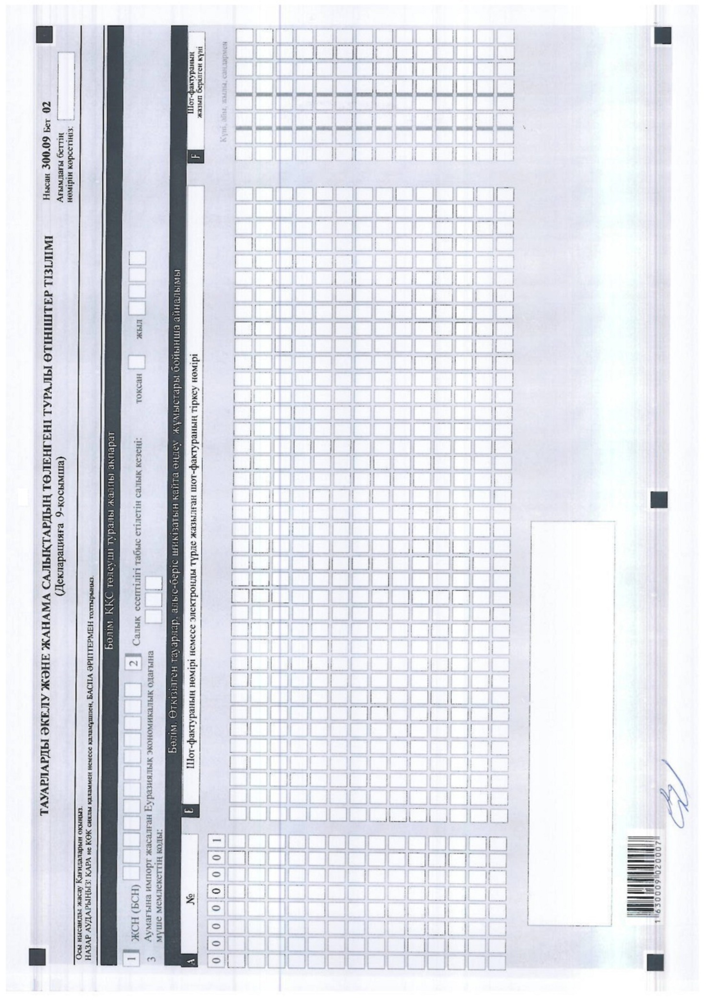 ТАУАРЛАРДЫ ӘКЕЛУ ЖӘНЕ ЖАНАМА САЛЫҚТАРДЫҢ ТӨЛЕНГЕНІ ТУРАЛЫ ӨТІНІШТЕР ТІЗІЛІМІ
(Декларацияға 9-қосымша)
Нысан 300.09 Бет 02
Ағымдағы беттің
нөмірін көрсетіңіз:
Осы нысанды жасау Қағидаларын оқыңыз.
НАЗАР АУДАРЫҢЫЗ! ҚАРА не КӨК сиялы қаламмен немесе қаламұшпен, БАСПА ӘРІПТЕРМЕН толтырыңыз.
Бөлім. ҚҚС төлеуші туралы жалпы ақпарат
1 ЖСН (БСН)
2 Салық есептілігі табыс етілетін салық кезеңі: тоқсан жыл
3 Аумағына импорт жасалған Еуразиялық экономикалық одағына
мүше мемлекеттің коды:
Бөлім. Өткізілген тауарлар, алыс-беріс шикізатын қайта өңдеу жұмыстары бойынша айналымы
A №
E Шот-фактураның нөмірі немесе электронды түрде жазылған шот-фактураның тіркеу нөмірі
F Шот-фактураның
жазып берілген күні
Күні, айы, жылы, сандармен
0 0 0 0 0 0 0 1
1 630009 020007